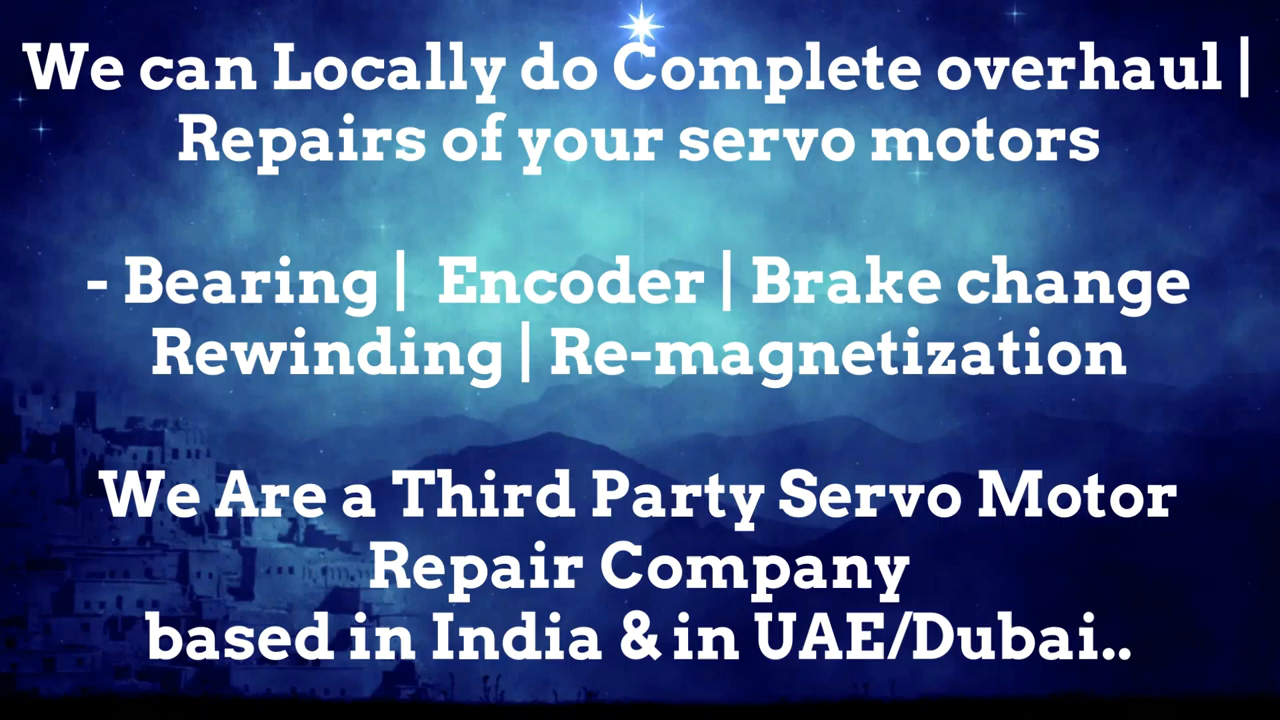 We can Locally do Complete overhaul |
Repairs of your servo motors
- Bearing | Encoder | Brake change
Rewinding | Re-magnetization
We Are a Third Party Servo Motor
Repair Company
based in India & in UAE/Dubai..